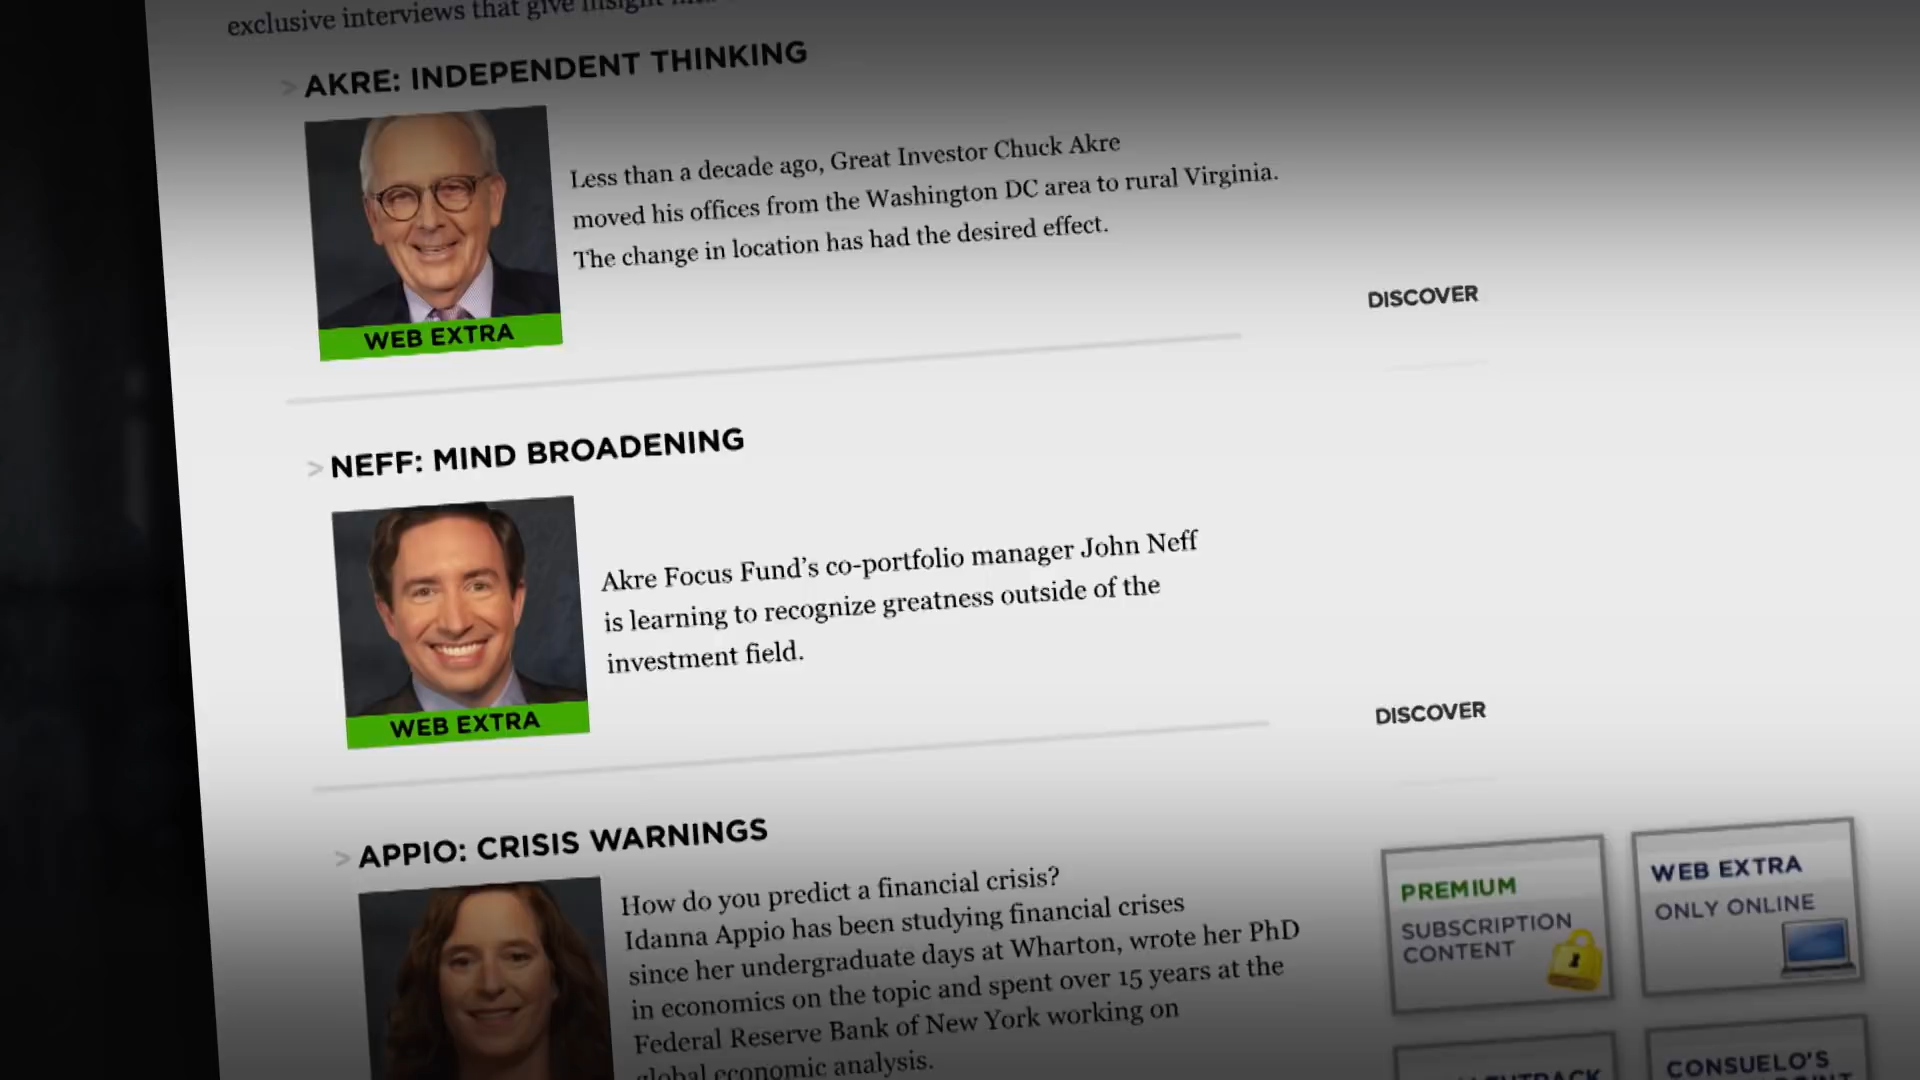 exclusive interviews that give insight
> AKRE: INDEPENDENT THINKING
Less than a decade ago, Great Investor Chuck Akre
moved his offices from the Washington DC area to rural Virginia.
The change in location has had the desired effect.
WEB EXTRA
DISCOVER
> NEFF: MIND BROADENING
Akre Focus Fund's co-portfolio manager John Neff
is learning to recognize greatness outside of the
investment field.
WEB EXTRA
DISCOVER
> APPIO: CRISIS WARNINGS
How do you predict a financial crisis?
Idanna Appio has been studying financial crises
since her undergraduate days at Wharton, wrote her PhD
in economics on the topic and spent over 15 years at the
Federal Reserve Bank of New York working on
global economic analysis.
PREMIUM
SUBSCRIPTION
CONTENT
WEB EXTRA
ONLY ONLINE
CONSUELO'S